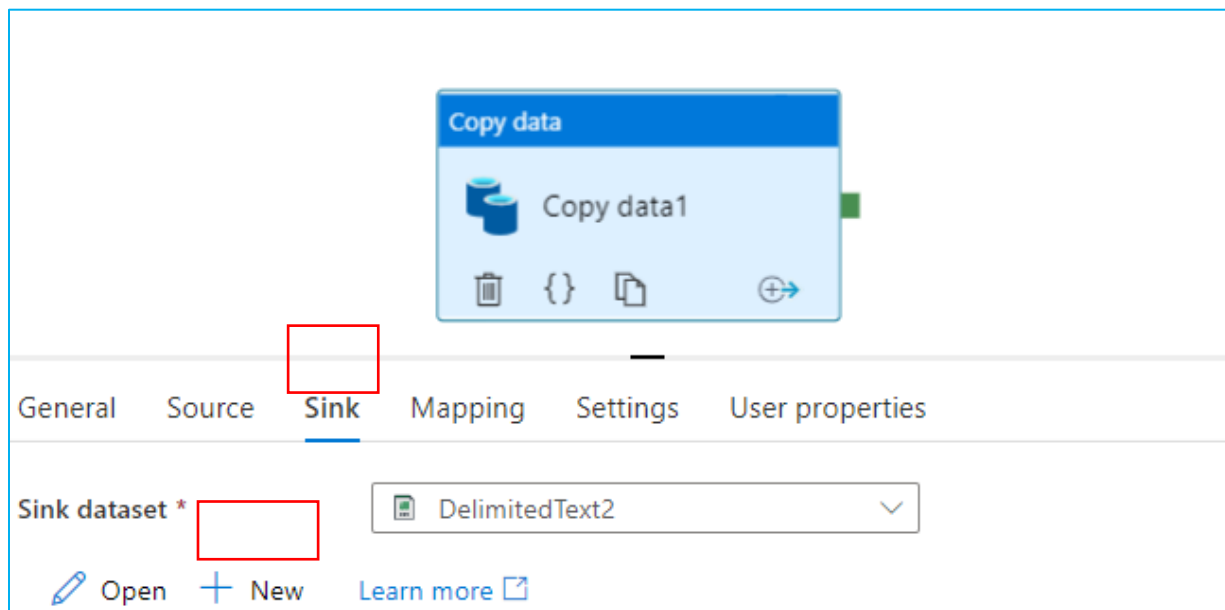 Copy data
Copy data1
General Source Sink Mapping Settings User properties
Sink dataset * DelimitedText2
Open New Learn more